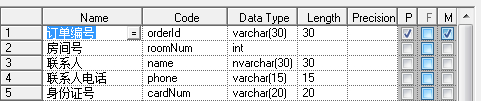 Name Code Data Type Length Precision P F M
1 订单编号 = orderId varchar(30) 30
2 房间号 roomNum int
3 联系人 name nvarchar(30) 30
4 联系人电话 phone varchar(15) 15
5 身份证号 cardNum varchar(20) 20